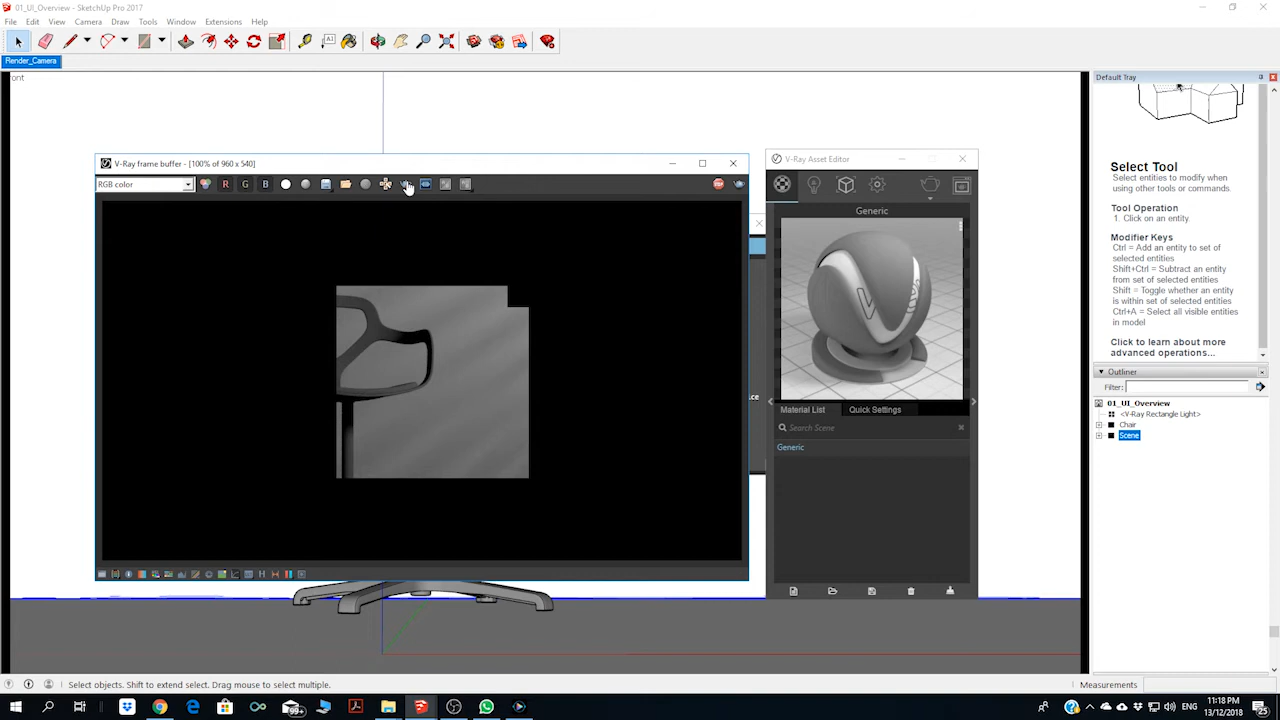 01_UI_Overview - SketchUp Pro 2017
File Edit View Camera Draw Tools Window Extensions Help
Render_Camera
ront
V-Ray frame buffer - [100% of 960 x 540]
RGB color
R G B
STOP
V-Ray Asset Editor
Generic
Material List Quick Settings
Search Scene
Generic
Default Tray
Select Tool
Select entities to modify when
using other tools or commands.
Tool Operation
1. Click on an entity.
Modifier Keys
Ctrl = Add an entity to set of
selected entities
Shift+Ctrl = Subtract an entity
from set of selected entities
Shift = Toggle whether an entity
is within set of selected entities
Ctrl+A = Select all visible entities
in model
Click to learn about more
advanced operations...
Outliner
Filter:
01_UI_Overview
<V-Ray Rectangle Light>
Chair
Scene
Select objects. Shift to extend select. Drag mouse to select multiple.
Measurements
11:18 PM
ENG
13/12/2018
25